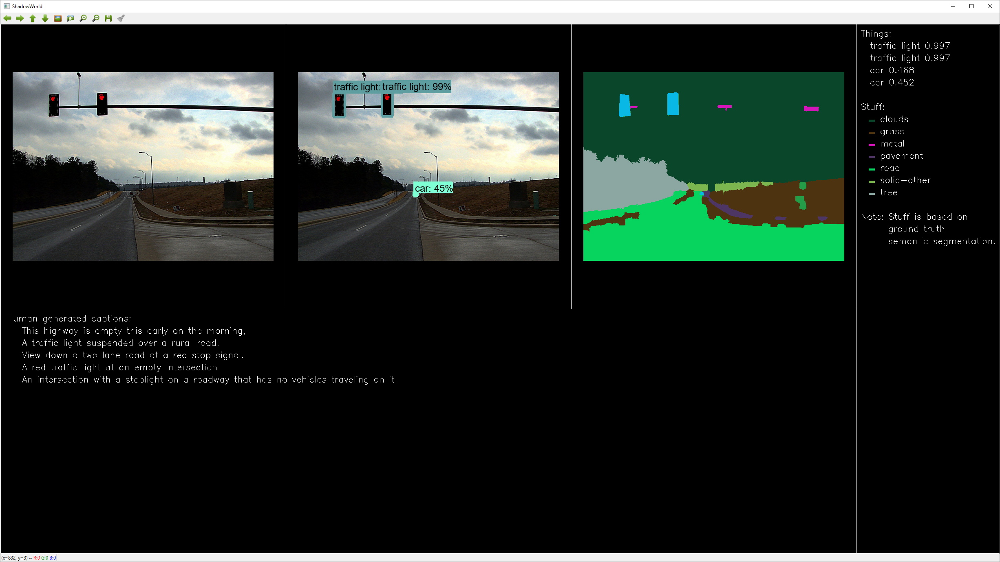 ShadowWorld
traffic light: traffic light: 99%
car: 45%
Things:
traffic light 0.997
traffic light 0.997
car 0.468
car 0.452
Stuff:
clouds
grass
metal
pavement
road
solid-other
tree
Note: Stuff is based on
ground truth
semantic segmentation.
Human generated captions:
This highway is empty this early on the morning,
A traffic light suspended over a rural road.
View down a two lane road at a red stop signal.
A red traffic light at an empty intersection
An intersection with a stoplight on a roadway that has no vehicles traveling on it.
(x=832, y=3) ~ R:0 G:0 B:0